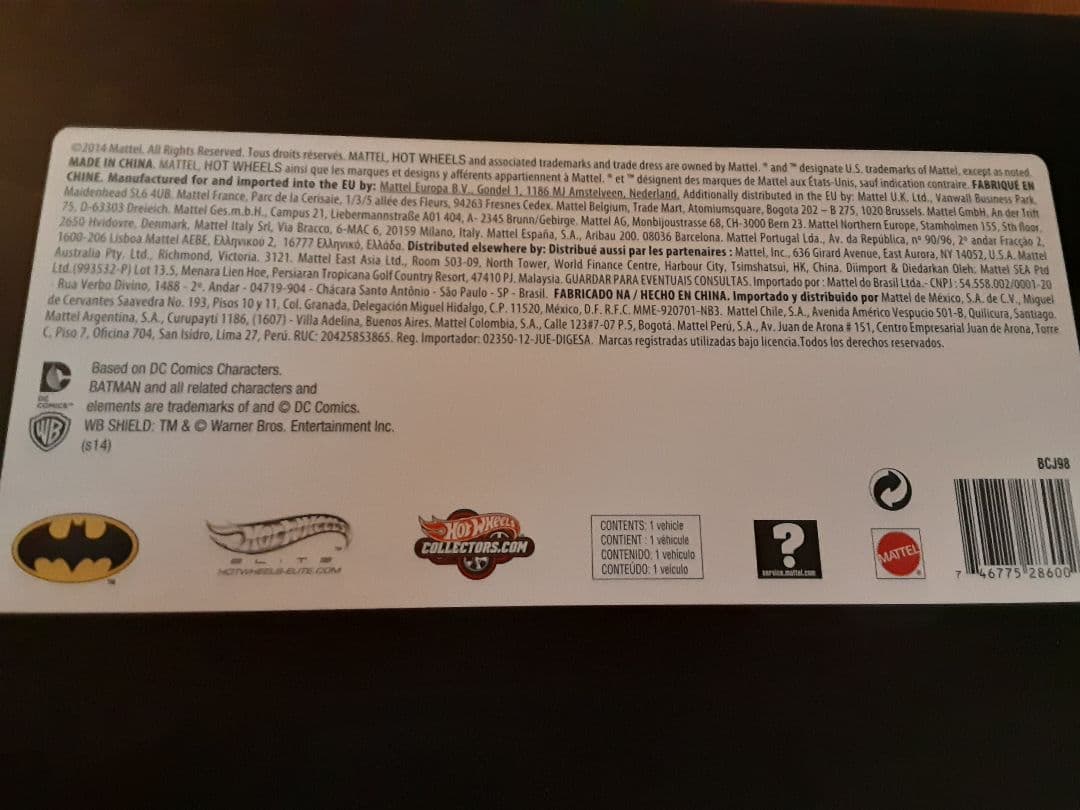 ©2014 Mattel. All Rights Reserved. Tous droits réservés. MATTEL, HOT WHEELS and associated trademarks and trade dress are owned by Mattel. ® and ™ designate U.S. trademarks of Mattel, except as noted.
MADE IN CHINA. MATTEL, HOT WHEELS ainsi que les marques et designs y afférents appartiennent à Mattel. ® et ™ désignent des marques de Mattel aux États-Unis, sauf indication contraire. FABRIQUÉ EN
CHINE. Manufactured for and imported into the EU by: Mattel Europa B.V., Gondel 1, 1186 MJ Amstelveen, Nederland. Additionally distributed in the EU by: Mattel U.K. Ltd., Vanwall Business Park,
Maidenhead SL6 4UB. Mattel France, Parc de la Cerisaie, 1/3/5 allée des Fleurs, 94263 Fresnes Cedex. Mattel Belgium, Trade Mart, Atomiumsquare, Bogota 202 – B 275, 1020 Brussels. Mattel GmbH, An der Trift
75, D-63303 Dreieich. Mattel Ges.m.b.H., Campus 21, Liebermannstraße A01 404, A- 2345 Brunn/Gebirge. Mattel AG, Monbijoustrasse 68, CH-3000 Bern 23. Mattel Northern Europe, Stamholmen 155, 5th floor,
2650 Hvidovre, Denmark. Mattel Italy Srl, Via Bracco, 6-MAC 6, 20159 Milano, Italy. Mattel España, S.A., Aribau 200. 08036 Barcelona. Mattel Portugal Lda., Av. da República, nº 90/96, 2º andar Fracção 2,
1600-206 Lisboa Mattel AEBE, Ελληνικού 2, 16777 Ελληνικό, Ελλάδα. Distributed elsewhere by: Distribué aussi par les partenaires : Mattel, Inc., 636 Girard Avenue, East Aurora, NY 14052, U.S.A. Mattel
Australia Pty. Ltd., Richmond, Victoria. 3121. Mattel East Asia Ltd., Room 503-09, North Tower, World Finance Centre, Harbour City, Tsimshatsui, HK, China. Diimport & Diedarkan Oleh: Mattel SEA Ptd
Ltd.(993532-P) Lot 13.5, Menara Lien Hoe, Persiaran Tropicana Golf Country Resort, 47410 PJ. Malaysia. GUARDAR PARA EVENTUAIS CONSULTAS. Importado por : Mattel do Brasil Ltda.- CNPJ : 54.558.002/0001-20
- Rua Verbo Divino, 1488 - 2º. Andar - 04719-904 - Chácara Santo Antônio - São Paulo - SP - Brasil. FABRICADO NA / HECHO EN CHINA. Importado y distribuido por Mattel de México, S.A. de C.V., Miguel
de Cervantes Saavedra No. 193, Pisos 10 y 11, Col. Granada, Delegación Miguel Hidalgo, C.P. 11520, México, D.F. R.F.C. MME-920701-NB3. Mattel Chile, S.A., Avenida Américo Vespucio 501-B, Quilicura, Santiago.
Mattel Argentina, S.A., Curupaytí 1186, (1607) - Villa Adelina, Buenos Aires. Mattel Colombia, S.A., Calle 123#7-07 P.5, Bogotá. Mattel Perú, S.A., Av. Juan de Arona # 151, Centro Empresarial Juan de Arona, Torre
C, Piso 7, Oficina 704, San Isidro, Lima 27, Perú. RUC: 20425853865. Reg. Importador: 02350-12-JUE-DIGESA. Marcas registradas utilizadas bajo licencia.Todos los derechos reservados.
DC COMICS™
Based on DC Comics Characters.
BATMAN and all related characters and
elements are trademarks of and © DC Comics.
WB
WB SHIELD: TM & © Warner Bros. Entertainment Inc.
(s14)
BCJ98
™
HOT WHEELS™
ELITE
HOTWHEELS-ELITE.COM
HOT WHEELS
COLLECTORS.COM
CONTENTS: 1 vehicle
CONTIENT : 1 véhicule
CONTENIDO: 1 vehículo
CONTEÚDO: 1 veículo
?
service.mattel.com
MATTEL®
7 46775 28600